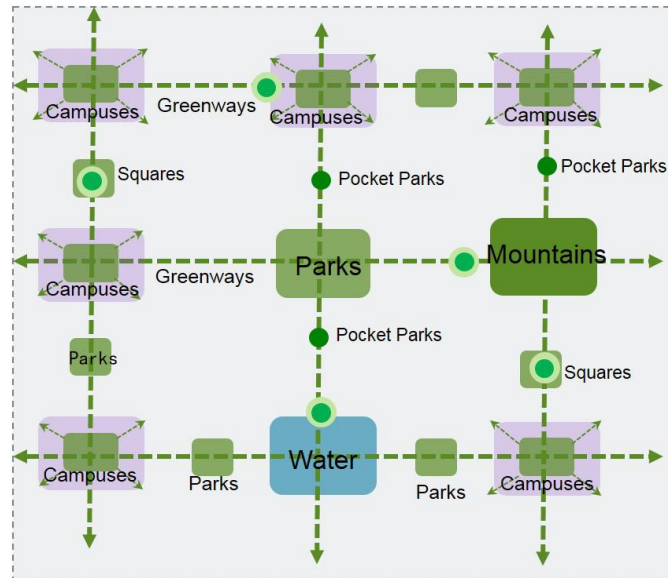 Campuses
Greenways
Campuses
Campuses
Squares
Pocket Parks
Pocket Parks
Campuses
Greenways
Parks
Mountains
Parks
Pocket Parks
Squares
Campuses
Parks
Water
Parks
Campuses